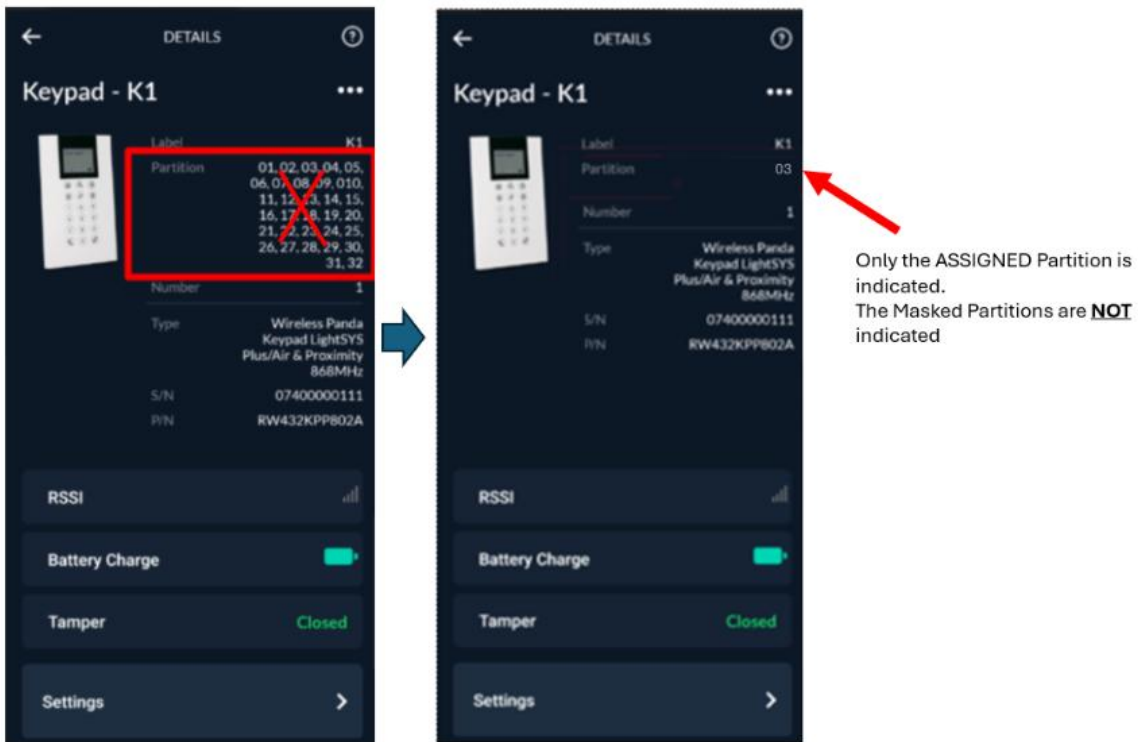 DETAILS
Keypad - K1
Label K1
Partition 01, 02, 03, 04, 05,
06, 07, 08, 09, 010,
11, 12, 13, 14, 15,
16, 17, 18, 19, 20,
21, 22, 23, 24, 25,
26, 27, 28, 29, 30,
31, 32
Number 1
Type Wireless Panda
Keypad LightSYS
Plus/Air & Proximity
868MHz
S/N 07400000111
P/N RW432KPP802A
RSSI
Battery Charge
Tamper Closed
Settings
DETAILS
Keypad - K1
Label K1
Partition 03
Number 1
Type Wireless Panda
Keypad LightSYS
Plus/Air & Proximity
868MHz
S/N 07400000111
P/N RW432KPP802A
RSSI
Battery Charge
Tamper Closed
Settings
Only the ASSIGNED Partition is
indicated.
The Masked Partitions are NOT
indicated